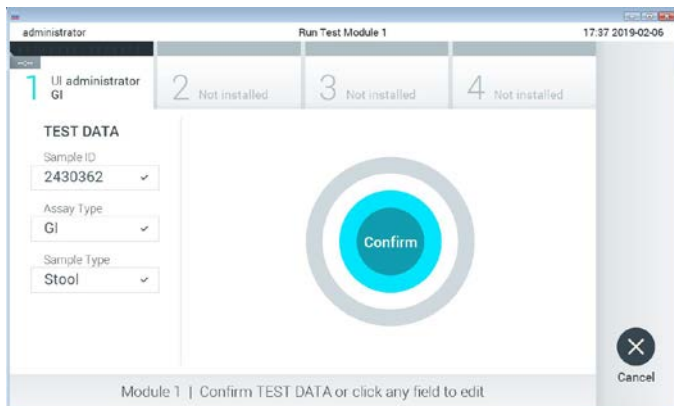 administrator Run Test Module 1 17:37 2019-02-06
1 UI administrator
GI
2 Not installed
3 Not installed
4 Not installed
TEST DATA
Sample ID
2430362
Assay Type
GI
Sample Type
Stool
Confirm
Cancel
Module 1 | Confirm TEST DATA or click any field to edit